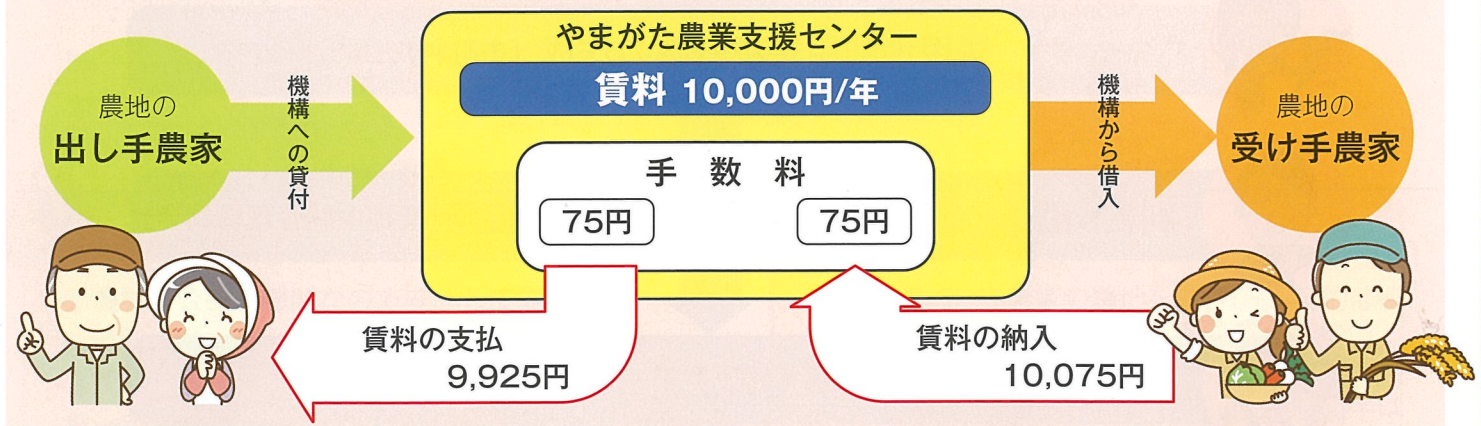 やまがた農業支援センター
賃料 10,000円/年
農地の
出し手農家
機構への貸付
手数料
75円
75円
機構から借入
農地の
受け手農家
賃料の支払
9,925円
賃料の納入
10,075円